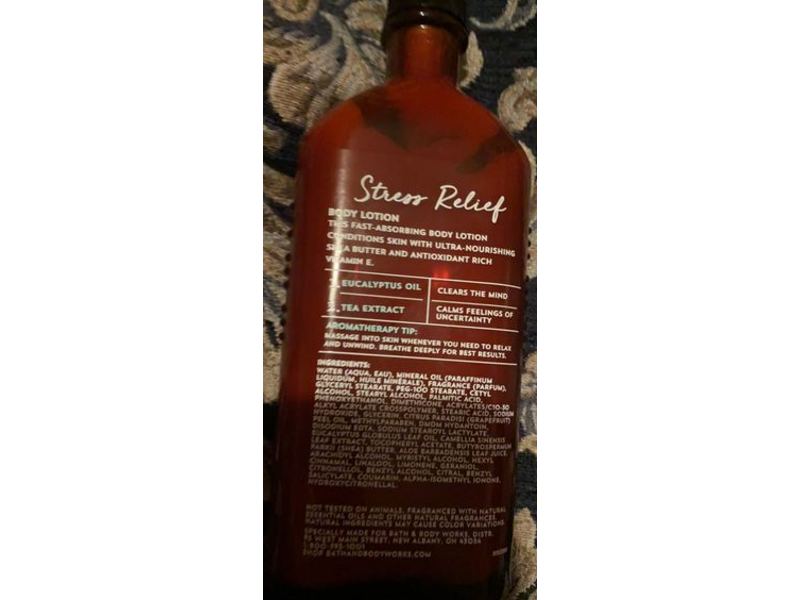 Stress Relief
BODY LOTION
THIS FAST-ABSORBING BODY LOTION
CONDITIONS SKIN WITH ULTRA-NOURISHING
SHEA BUTTER AND ANTIOXIDANT RICH
VITAMIN E.
1. EUCALYPTUS OIL
CLEARS THE MIND
2. TEA EXTRACT
CALMS FEELINGS OF
UNCERTAINTY
AROMATHERAPY TIP:
MASSAGE INTO SKIN WHENEVER YOU NEED TO RELAX
AND UNWIND. BREATHE DEEPLY FOR BEST RESULTS.
INGREDIENTS:
WATER (AQUA, EAU), MINERAL OIL (PARAFFINUM
LIQUIDUM, HUILE MINÉRALE), FRAGRANCE (PARFUM),
GLYCERYL STEARATE, PEG-100 STEARATE, CETYL
ALCOHOL, STEARYL ALCOHOL, PALMITIC ACID,
PHENOXYETHANOL, DIMETHICONE, ACRYLATES/C10-30
ALKYL ACRYLATE CROSSPOLYMER, STEARIC ACID, SODIUM
HYDROXIDE, GLYCERIN, CITRUS PARADISI (GRAPEFRUIT)
PEEL OIL, METHYLPARABEN, DMDM HYDANTOIN,
DISODIUM EDTA, SODIUM STEAROYL LACTYLATE,
EUCALYPTUS GLOBULUS LEAF OIL, CAMELLIA SINENSIS
LEAF EXTRACT, TOCOPHERYL ACETATE, BUTYROSPERMUM
PARKII (SHEA) BUTTER, ALOE BARBADENSIS LEAF JUICE,
ARACHIDYL ALCOHOL, MYRISTYL ALCOHOL, HEXYL
CINNAMAL, LINALOOL, LIMONENE, GERANIOL,
CITRONELLOL, BENZYL ALCOHOL, CITRAL, BENZYL
SALICYLATE, COUMARIN, ALPHA-ISOMETHYL IONONE,
HYDROXYCITRONELLAL.
NOT TESTED ON ANIMALS. FRAGRANCED WITH NATURAL
ESSENTIAL OILS AND OTHER NATURAL FRAGRANCES.
NATURAL INGREDIENTS MAY CAUSE COLOR VARIATIONS.
SPECIALLY MADE FOR BATH & BODY WORKS, DISTR.
95 WEST MAIN STREET, NEW ALBANY, OH 43054
1-800-395-1001
SHOP BATHANDBODYWORKS.COM